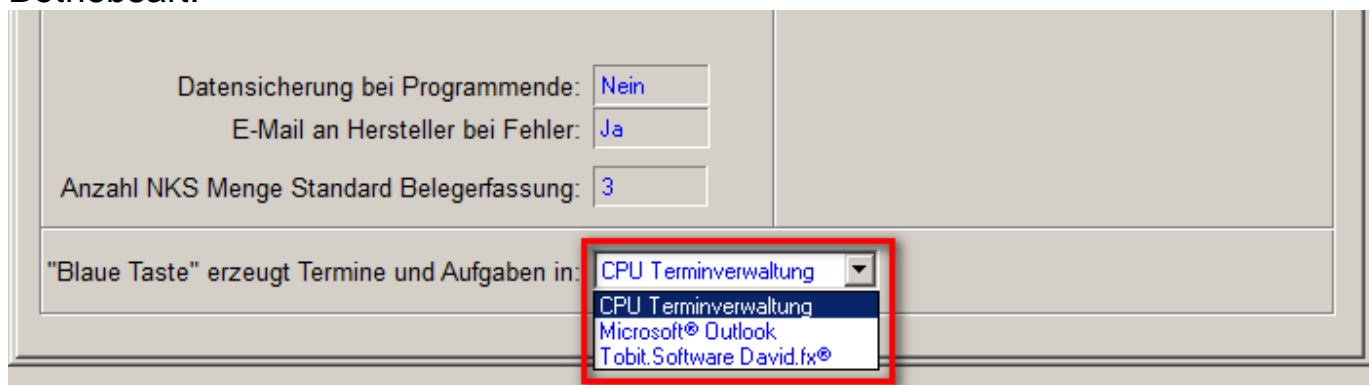 Betriebsart:
Datensicherung bei Programmende: Nein
E-Mail an Hersteller bei Fehler: Ja
Anzahl NKS Menge Standard Belegerfassung: 3
"Blaue Taste" erzeugt Termine und Aufgaben in: CPU Terminverwaltung
CPU Terminverwaltung
Microsoft® Outlook
Tobit.Software David.fx®